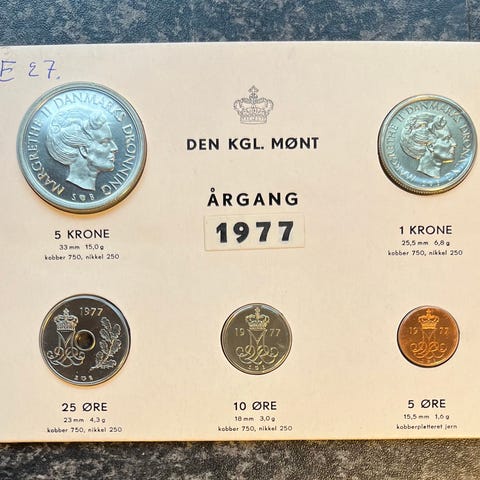 E 27.
DEN KGL. MØNT
ÅRGANG
1977
MARGRETHE II DANMARKS DRONNING
S B
5 KRONE
33 mm 15,0 g
kobber 750, nikkel 250
MARGRETHE II DANMARKS DRONNING
S B
1 KRONE
25,5 mm 6,8 g
kobber 750, nikkel 250
1977
S B
25 ØRE
23 mm 4,3 g
kobber 750, nikkel 250
1977
S B
10 ØRE
18 mm 3,0 g
kobber 750, nikkel 250
1977
S B
5 ØRE
15,5 mm 1,6 g
kobberpletteret jern